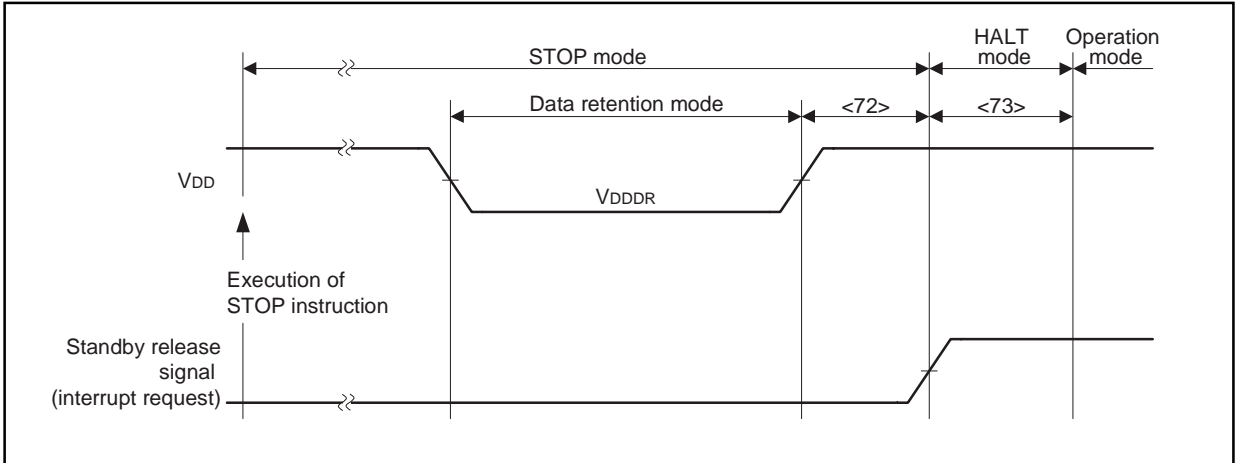 HALT Operation
STOP mode mode mode
Data retention mode <72> <73>
VDD
VDDDR
Execution of
STOP instruction
Standby release
signal
(interrupt request)